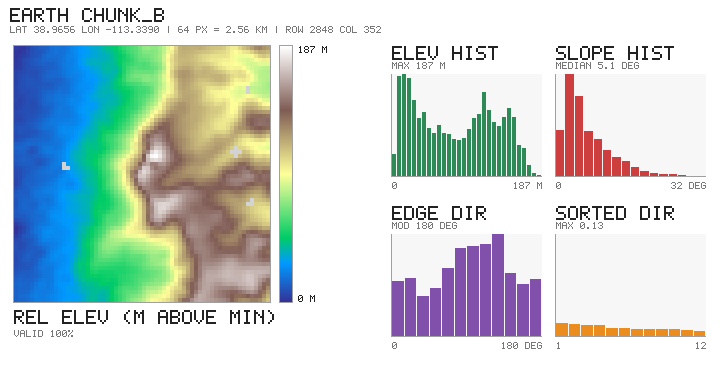 EARTH CHUNK_B
LAT 38.9656 LON -113.3390 | 64 PX = 2.56 KM | ROW 2848 COL 352
187 M
0 M
REL ELEV (M ABOVE MIN)
VALID 100%
ELEV HIST
MAX 187 M
0 187 M
SLOPE HIST
MEDIAN 5.1 DEG
0 32 DEG
EDGE DIR
MOD 180 DEG
0 180 DEG
SORTED DIR
MAX 0.13
1 12